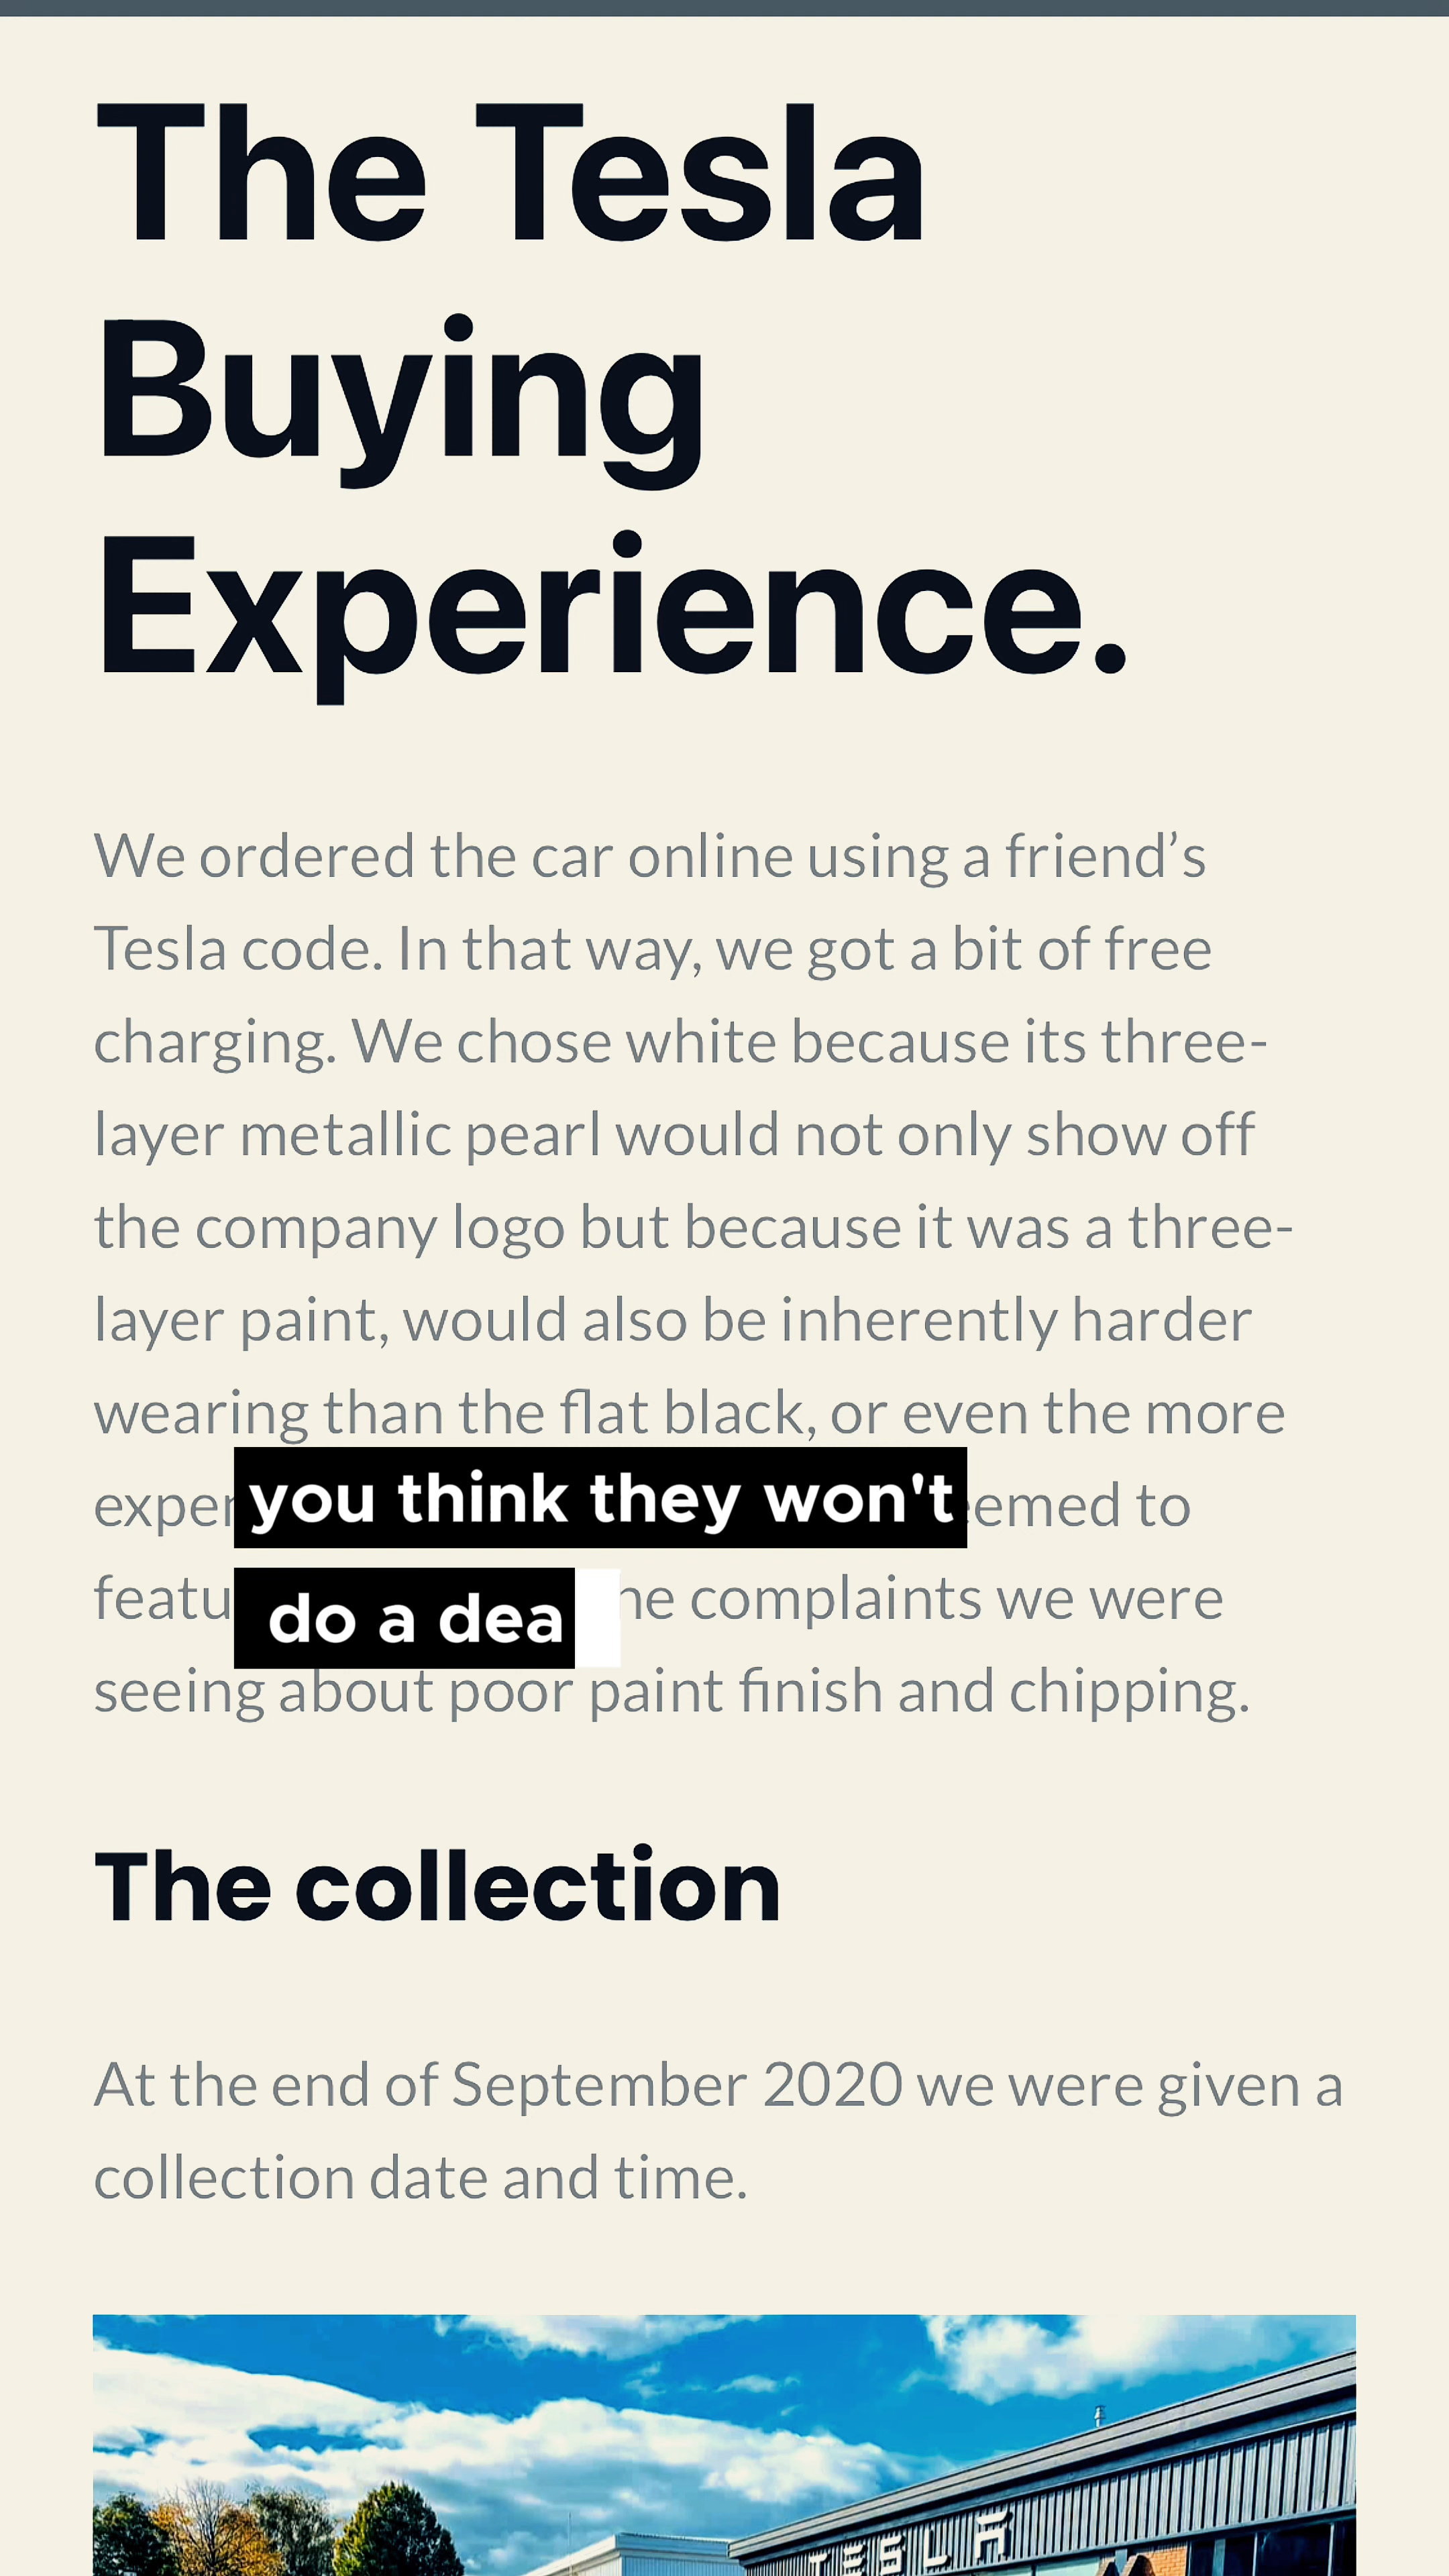 The Tesla
Buying
Experience.
We ordered the car online using a friend’s
Tesla code. In that way, we got a bit of free
charging. We chose white because its three-
layer metallic pearl would not only show off
the company logo but because it was a three-
layer paint, would also be inherently harder
wearing than the flat black, or even the more
you think they won't
to
do a dea
complaints we were
seeing about poor paint finish and chipping.
The collection
At the end of September 2020 we were given a
collection date and time.
TESLA